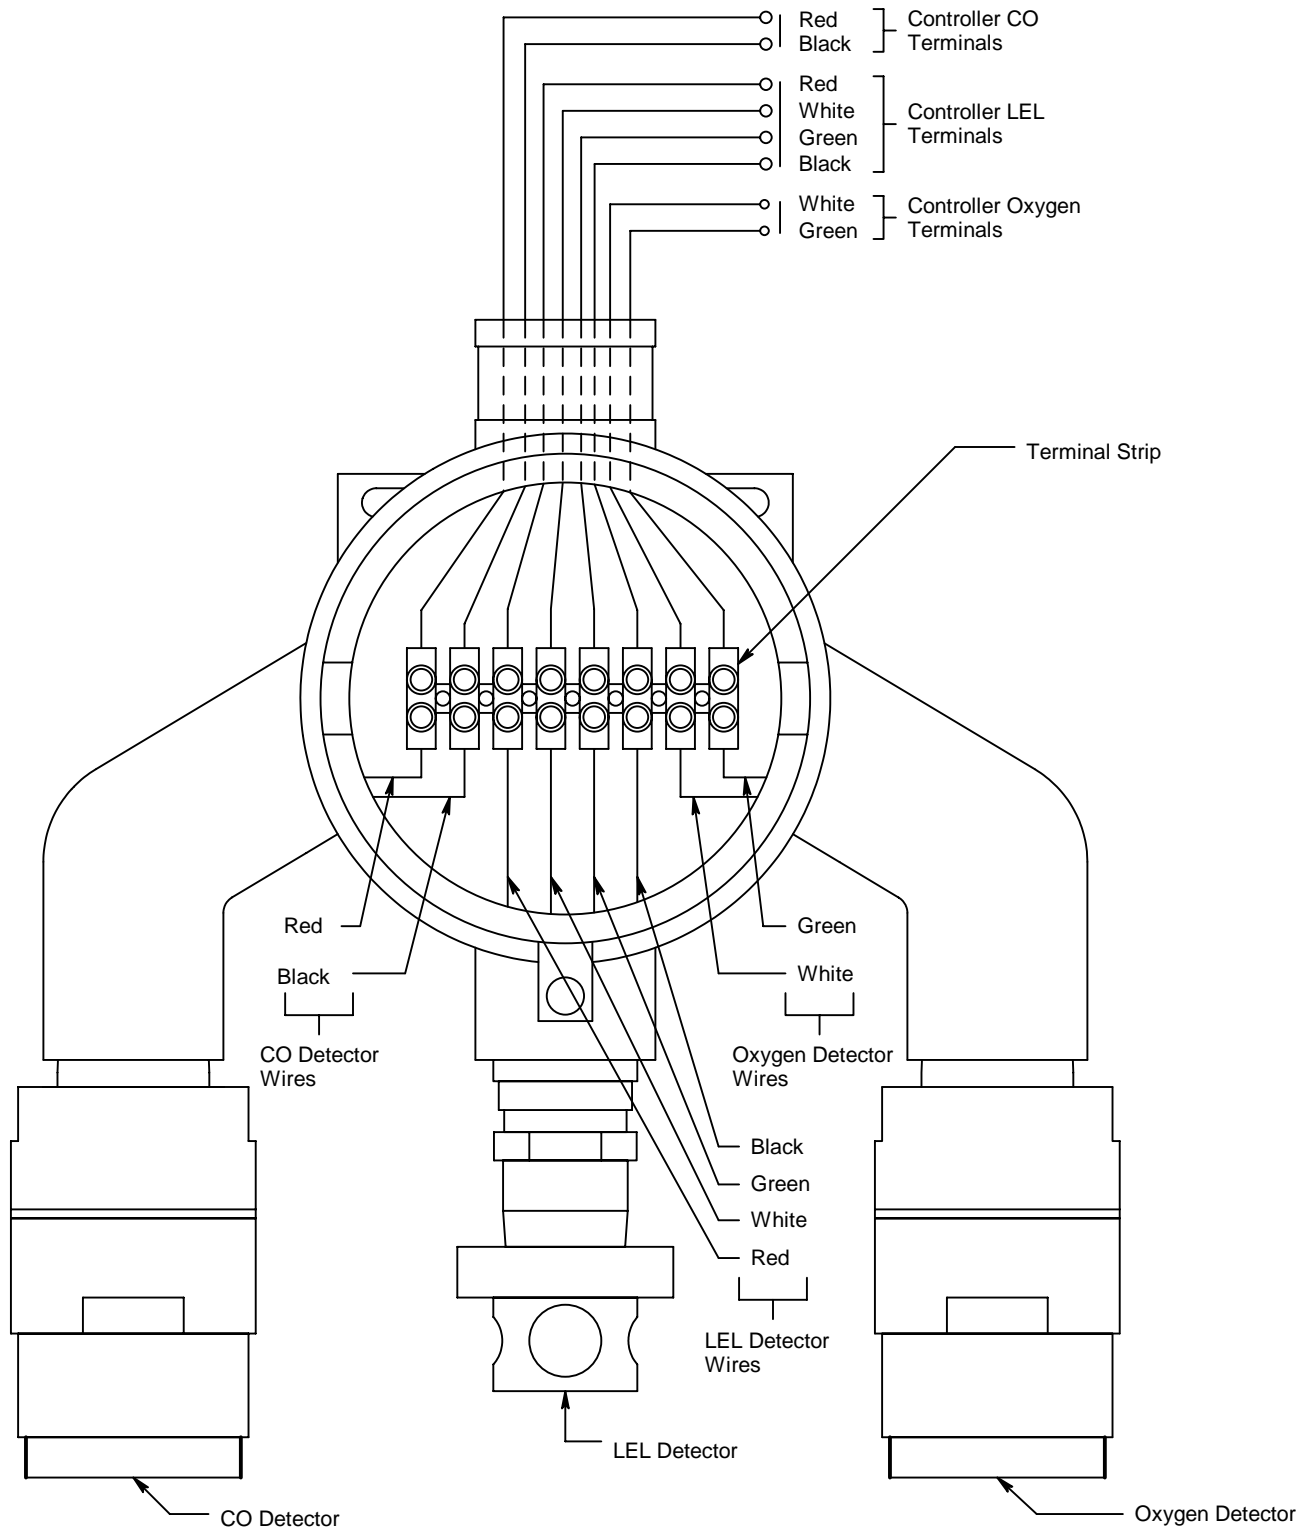 Red
Black
Controller CO
Terminals
Red
White
Green
Black
Controller LEL
Terminals
White
Green
Controller Oxygen
Terminals
Terminal Strip
Red
Black
CO Detector
Wires
Green
White
Oxygen Detector
Wires
Black
Green
White
Red
LEL Detector
Wires
LEL Detector
CO Detector
Oxygen Detector